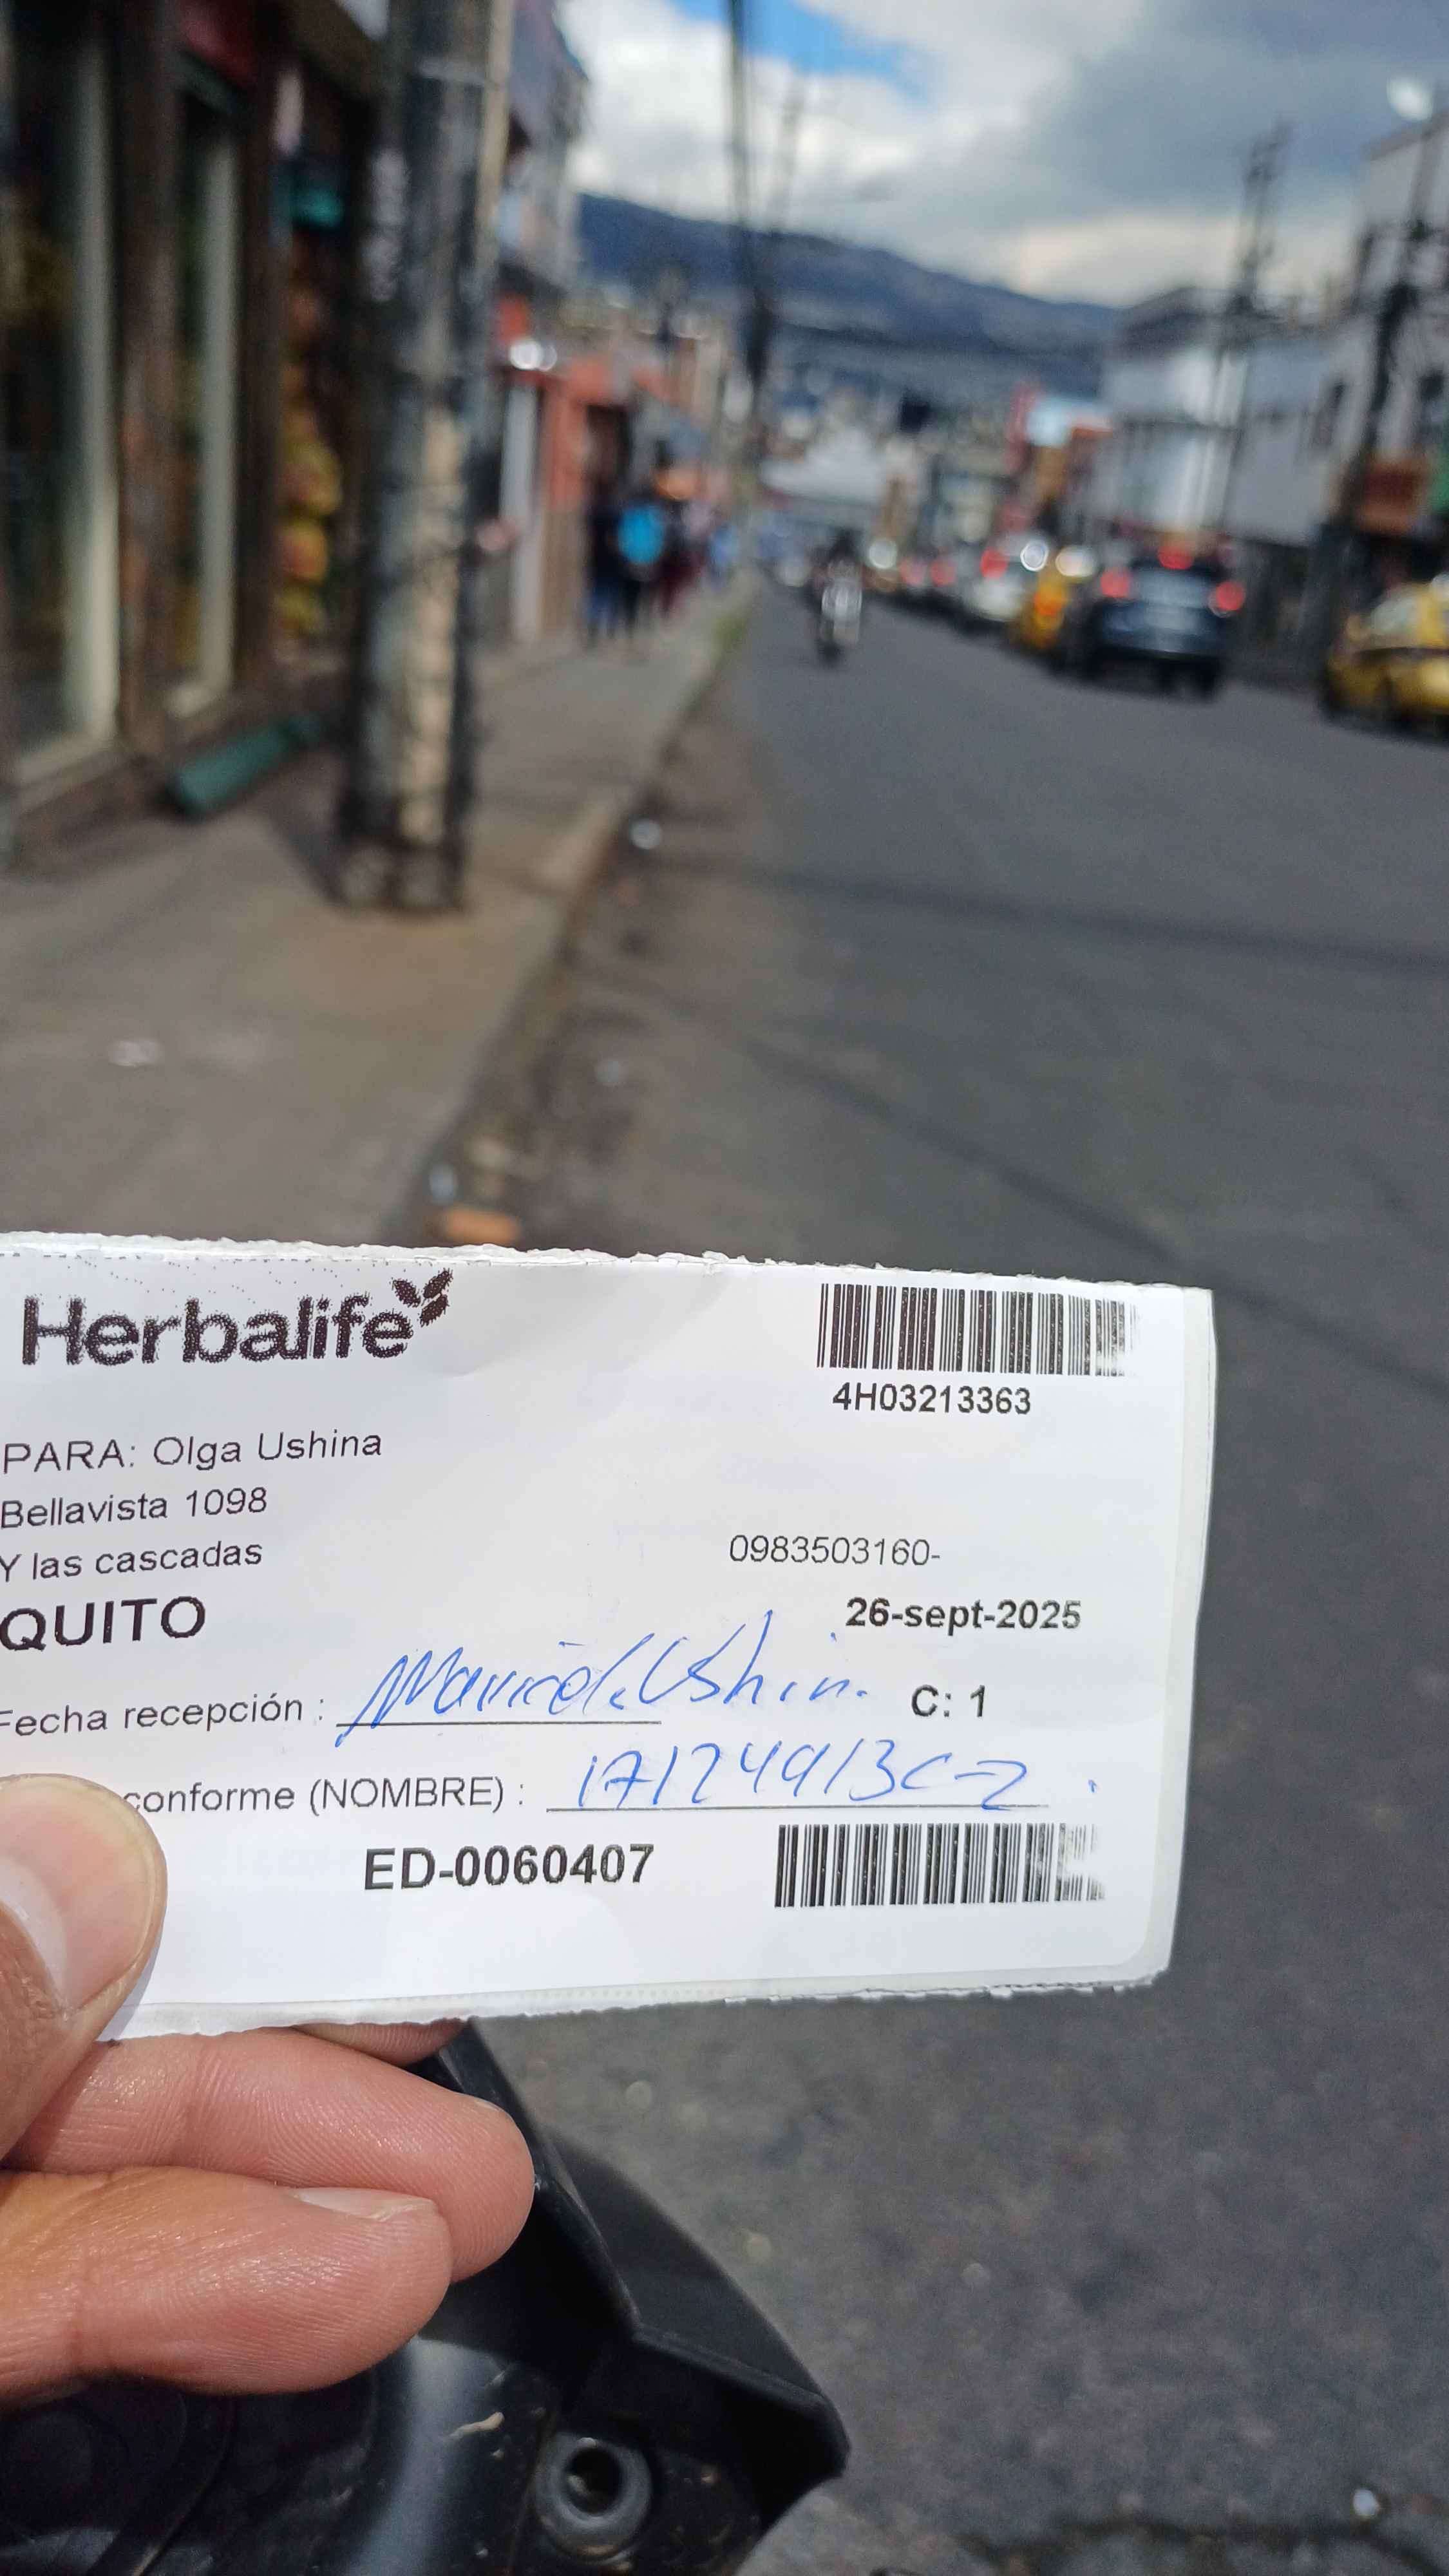 Herbalife
4H03213363
PARA: Olga Ushina
Bellavista 1098
Y las cascadas
0983503160-
QUITO
26-sept-2025
Fecha recepción : Ushin.
C: 1
conforme (NOMBRE) :
ED-0060407